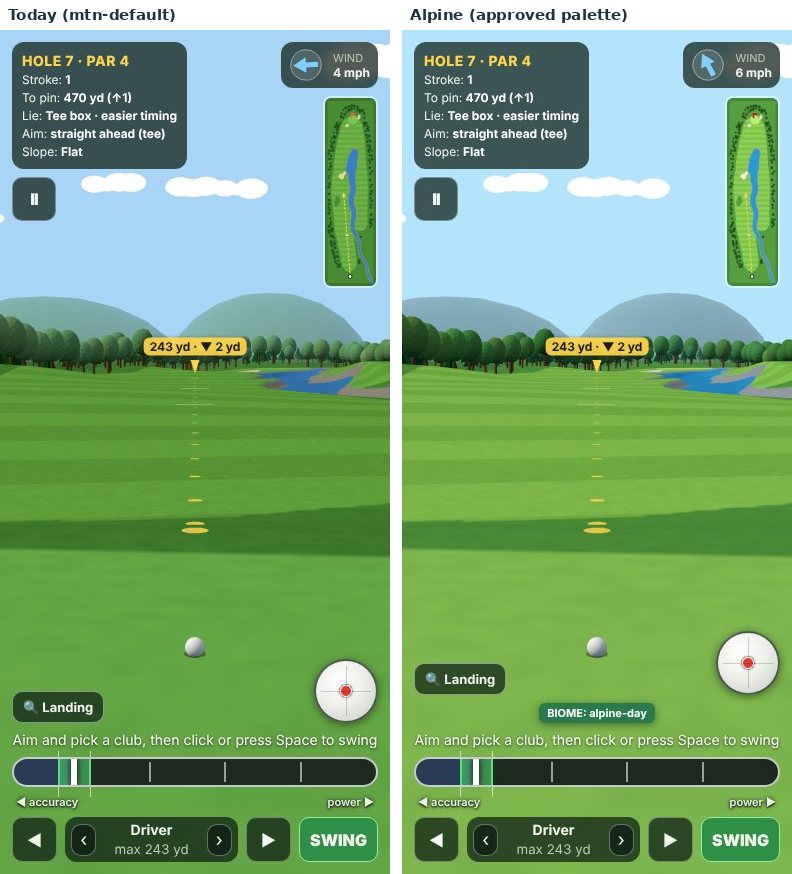 Today (mtn-default)
HOLE 7 · PAR 4
Stroke: 1
To pin: 470 yd (↑1)
Lie: Tee box · easier timing
Aim: straight ahead (tee)
Slope: Flat
WIND
4 mph
243 yd · ▼ 2 yd
Landing
Aim and pick a club, then click or press Space to swing
◀ accuracy
power ▶
◀
‹
Driver
max 243 yd
›
▶
SWING
Alpine (approved palette)
HOLE 7 · PAR 4
Stroke: 1
To pin: 470 yd (↑1)
Lie: Tee box · easier timing
Aim: straight ahead (tee)
Slope: Flat
WIND
6 mph
243 yd · ▼ 2 yd
Landing
BIOME: alpine-day
Aim and pick a club, then click or press Space to swing
◀ accuracy
power ▶
◀
‹
Driver
max 243 yd
›
▶
SWING